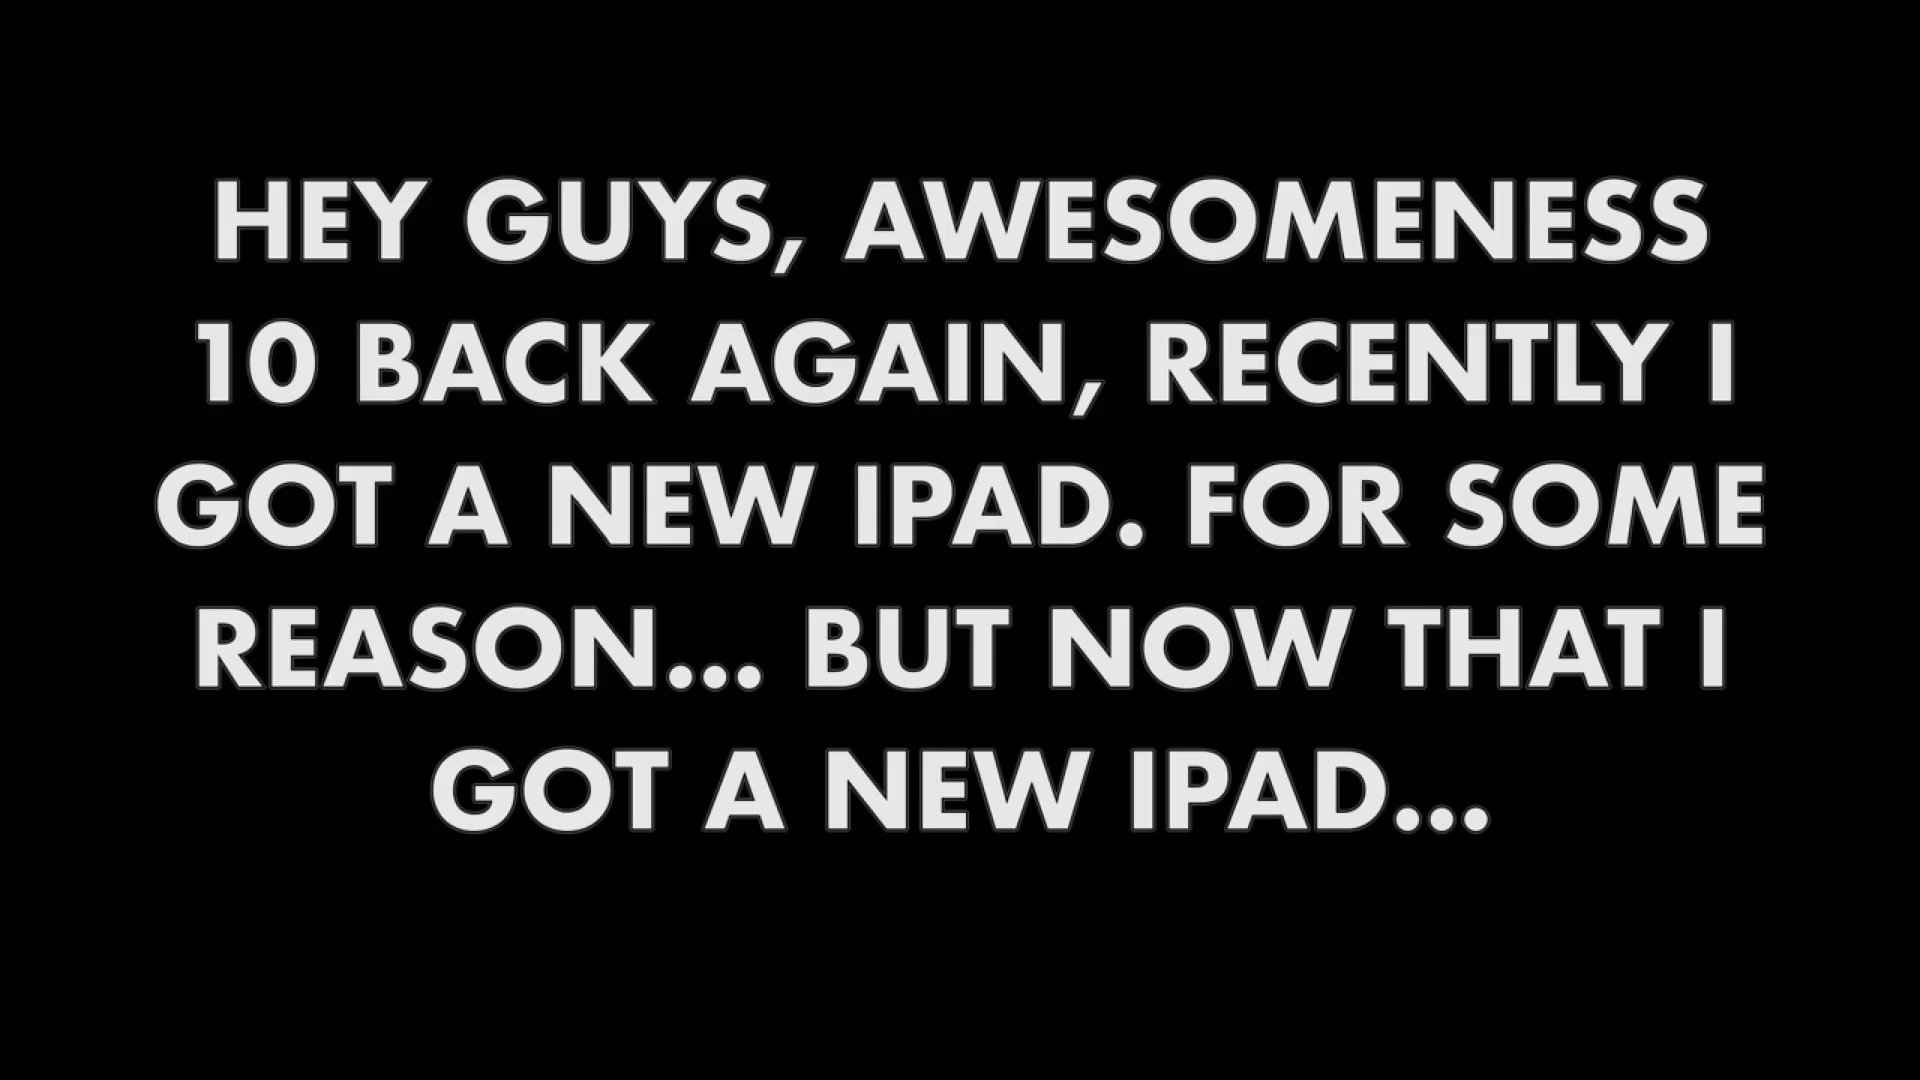 HEY GUYS, AWESOMENESS
10 BACK AGAIN, RECENTLY I
GOT A NEW IPAD. FOR SOME
REASON... BUT NOW THAT I
GOT A NEW IPAD...